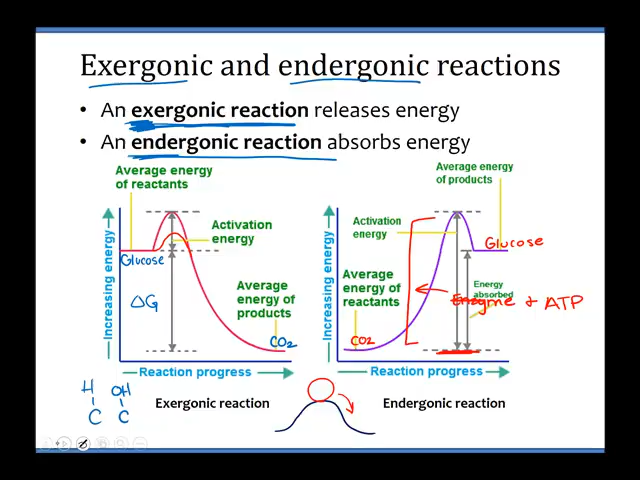 Exergonic and endergonic reactions
• An exergonic reaction releases energy
• An endergonic reaction absorbs energy
Average energy
of reactants
Activation
energy
Glucose
ΔG
Average
energy of
products
CO2
Increasing energy
Reaction progress
Exergonic reaction
H OH
C C
Average energy
of products
Activation
energy
Glucose
Average
energy of
reactants
Energy
absorbed
Enzyme + ATP
CO2
Increasing energy
Reaction progress
Endergonic reaction